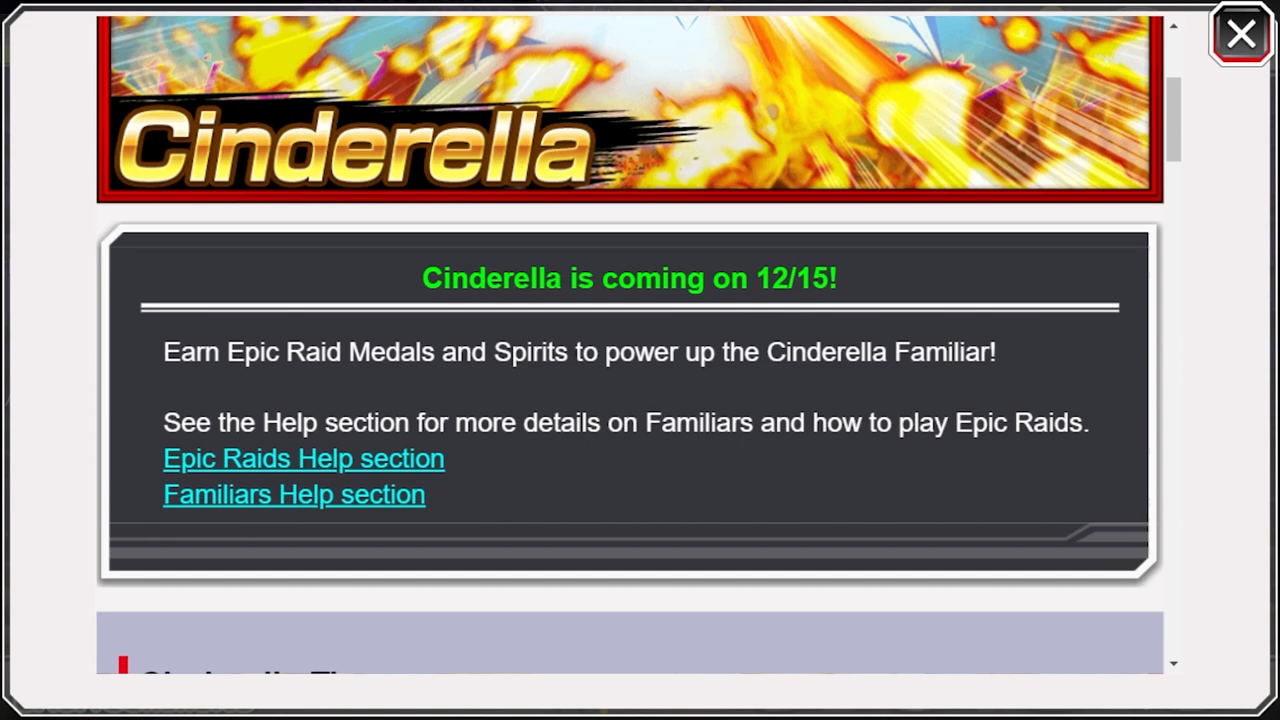 Cinderella
Cinderella is coming on 12/15!
Earn Epic Raid Medals and Spirits to power up the Cinderella Familiar!
See the Help section for more details on Familiars and how to play Epic Raids.
Epic Raids Help section
Familiars Help section